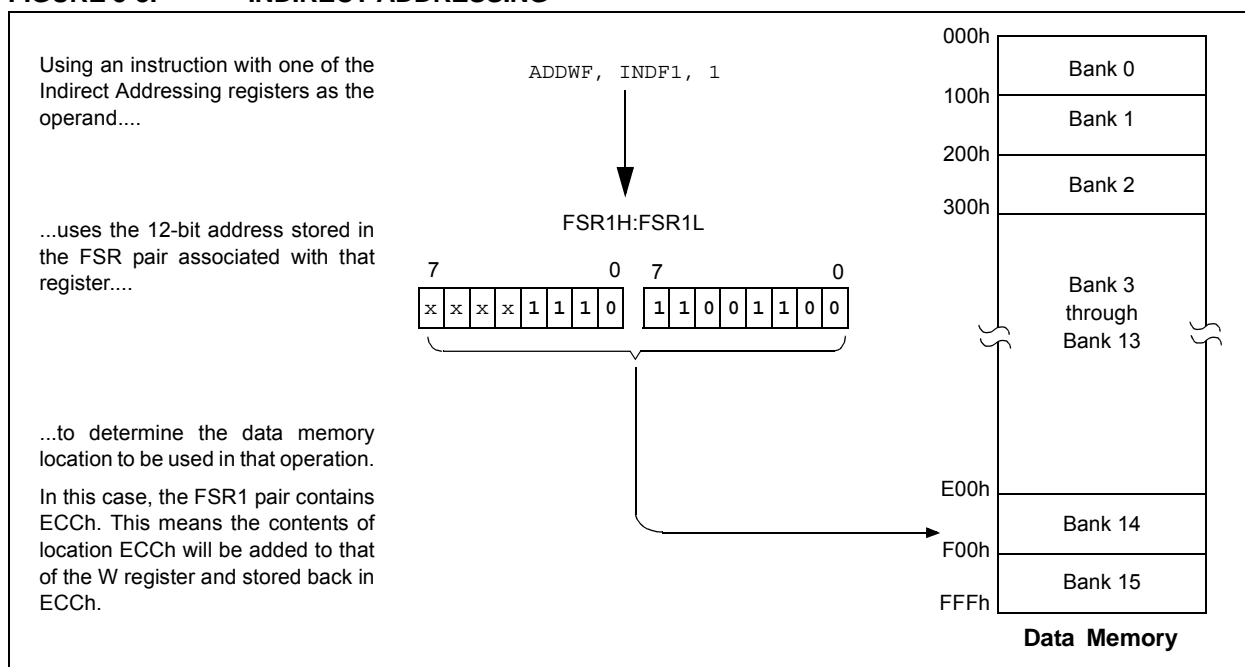 Using an instruction with one of the
Indirect Addressing registers as the
operand....
ADDWF, INDF1, 1
...uses the 12-bit address stored in
the FSR pair associated with that
register....
FSR1H:FSR1L
7 0 7 0
x x x x 1 1 1 0 1 1 0 0 1 1 0 0
...to determine the data memory
location to be used in that operation.
In this case, the FSR1 pair contains
ECCh. This means the contents of
location ECCh will be added to that
of the W register and stored back in
ECCh.
000h
Bank 0
100h
Bank 1
200h
Bank 2
300h
Bank 3
through
Bank 13
E00h
Bank 14
F00h
Bank 15
FFFh
Data Memory